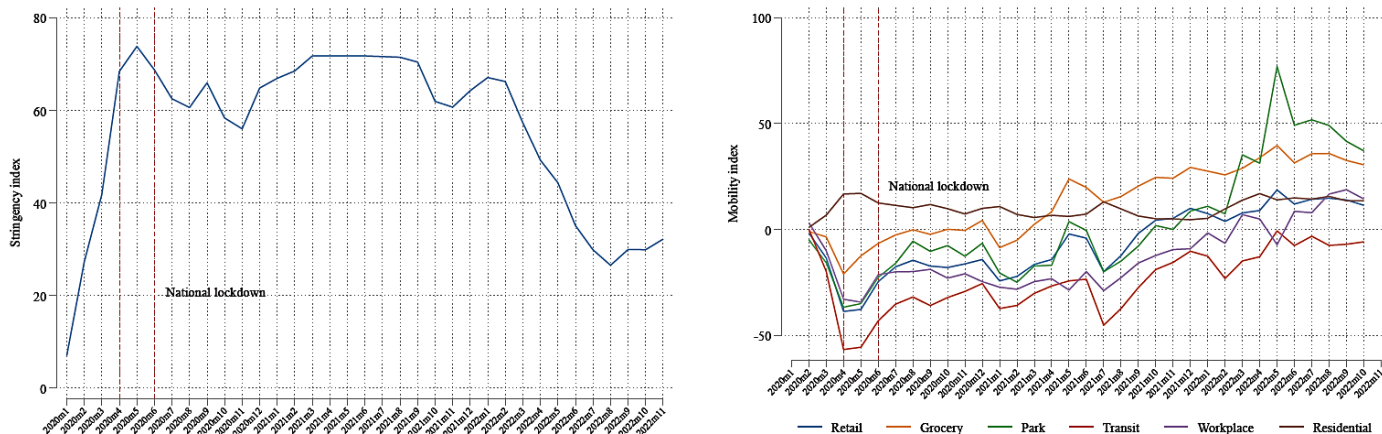 80
60
40
20
0
Stringency index
National lockdown
2020m1
2020m2
2020m3
2020m4
2020m5
2020m6
2020m7
2020m8
2020m9
2020m10
2020m11
2020m12
2021m1
2021m2
2021m3
2021m4
2021m5
2021m6
2021m7
2021m8
2021m9
2021m10
2021m11
2021m12
2022m1
2022m2
2022m3
2022m4
2022m5
2022m6
2022m7
2022m8
2022m9
2022m10
2022m11
100
50
0
-50
Mobility index
National lockdown
2020m1
2020m2
2020m3
2020m4
2020m5
2020m6
2020m7
2020m8
2020m9
2020m10
2020m11
2020m12
2021m1
2021m2
2021m3
2021m4
2021m5
2021m6
2021m7
2021m8
2021m9
2021m10
2021m11
2021m12
2022m1
2022m2
2022m3
2022m4
2022m5
2022m6
2022m7
2022m8
2022m9
2022m10
2022m11
Retail Grocery Park Transit Workplace Residential